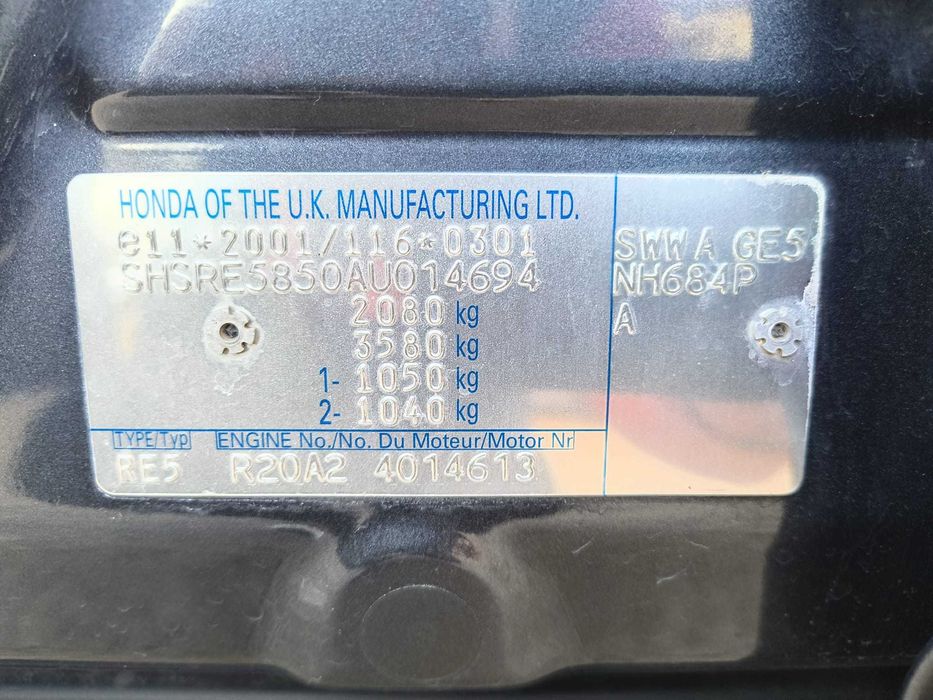 HONDA OF THE U.K. MANUFACTURING LTD.
e11*2001/116*0301
SHSRE5850AU014694
2080 kg
3580 kg
1- 1050 kg
2- 1040 kg
TYPE/Typ ENGINE No./No. Du Moteur/Motor Nr
RE5 R20A2 4014613
SWWA GE5
NH684P
A